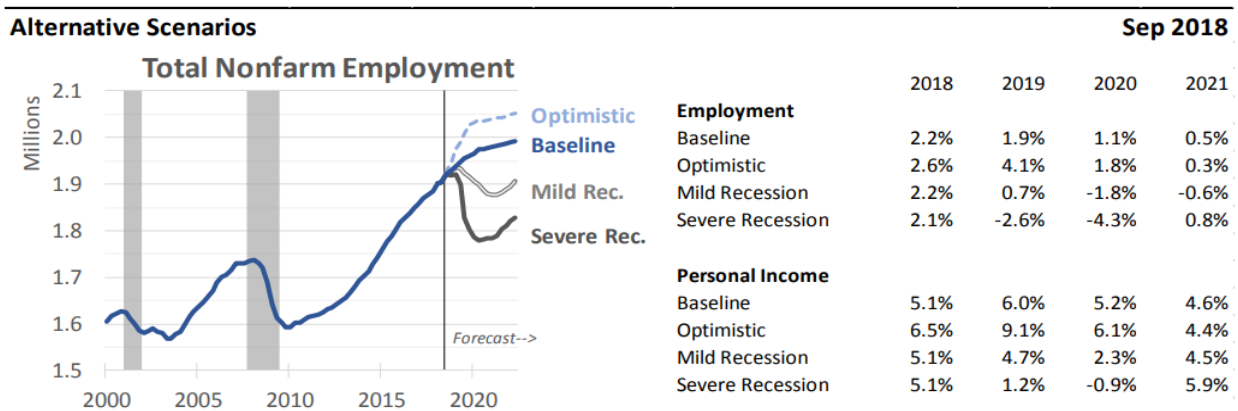 Alternative Scenarios Sep 2018
Total Nonfarm Employment
Millions
2.1
2.0
1.9
1.8
1.7
1.6
1.5
2000 2005 2010 2015 2020
Optimistic
Baseline
Mild Rec.
Severe Rec.
Forecast-->
2018 2019 2020 2021
Employment
Baseline 2.2% 1.9% 1.1% 0.5%
Optimistic 2.6% 4.1% 1.8% 0.3%
Mild Recession 2.2% 0.7% -1.8% -0.6%
Severe Recession 2.1% -2.6% -4.3% 0.8%
Personal Income
Baseline 5.1% 6.0% 5.2% 4.6%
Optimistic 6.5% 9.1% 6.1% 4.4%
Mild Recession 5.1% 4.7% 2.3% 4.5%
Severe Recession 5.1% 1.2% -0.9% 5.9%